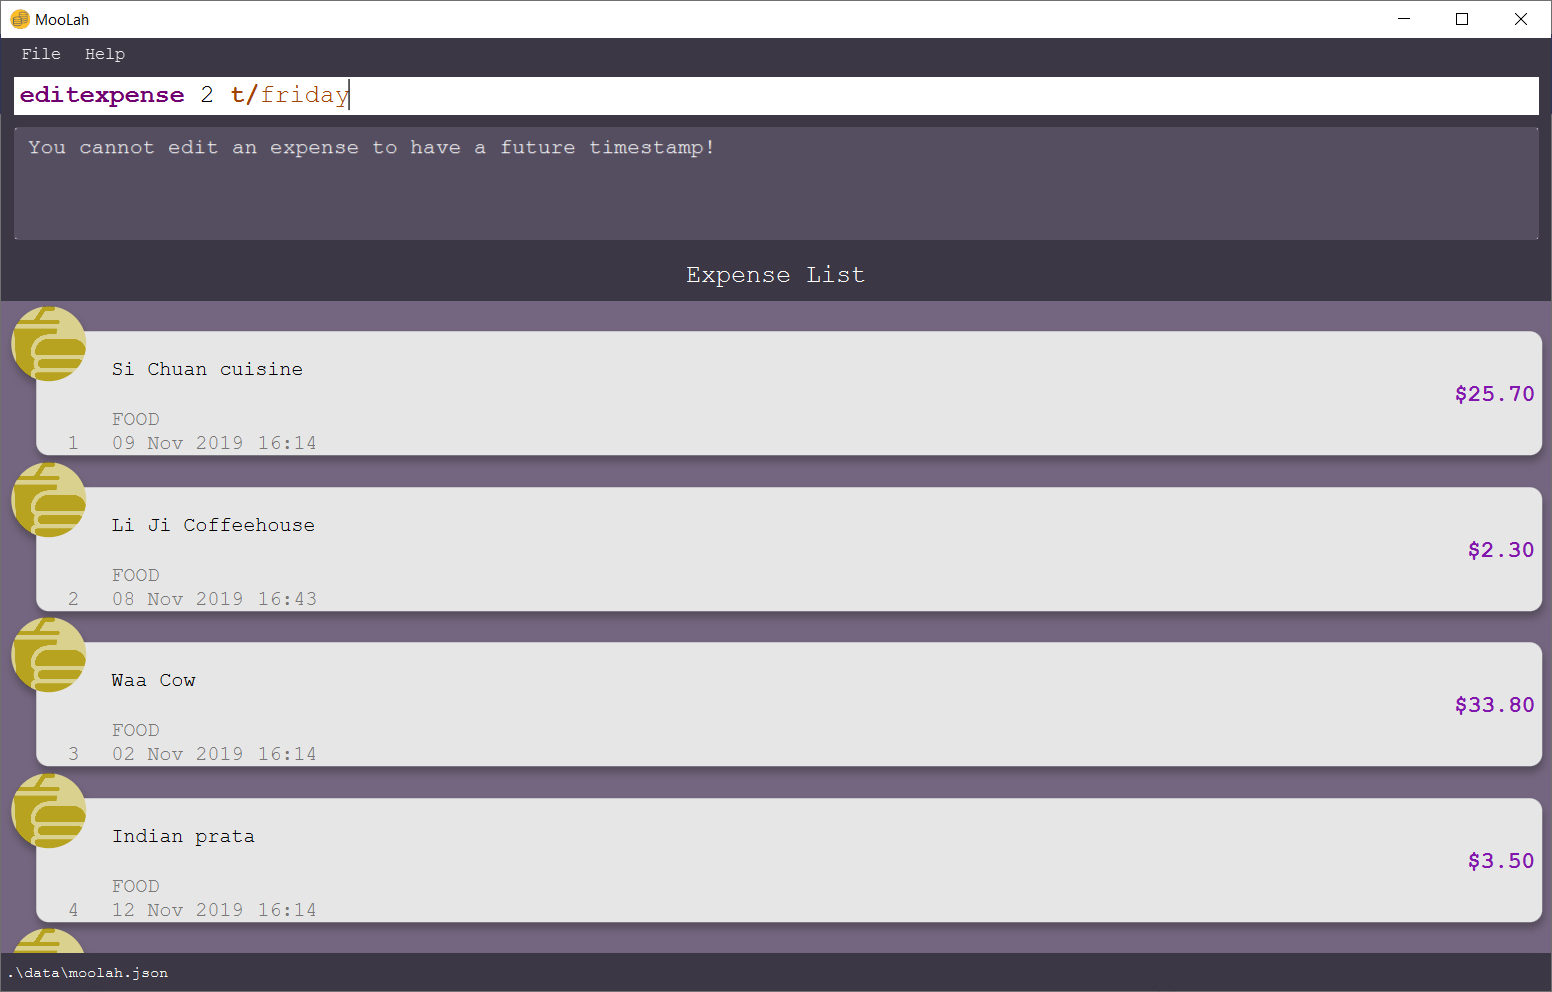 MooLah
File Help
editexpense 2 t/friday
You cannot edit an expense to have a future timestamp!
Expense List
Si Chuan cuisine
$25.70
FOOD
1 09 Nov 2019 16:14
Li Ji Coffeehouse
$2.30
FOOD
2 08 Nov 2019 16:43
Waa Cow
$33.80
FOOD
3 02 Nov 2019 16:14
Indian prata
$3.50
FOOD
4 12 Nov 2019 16:14
.\data\moolah.json